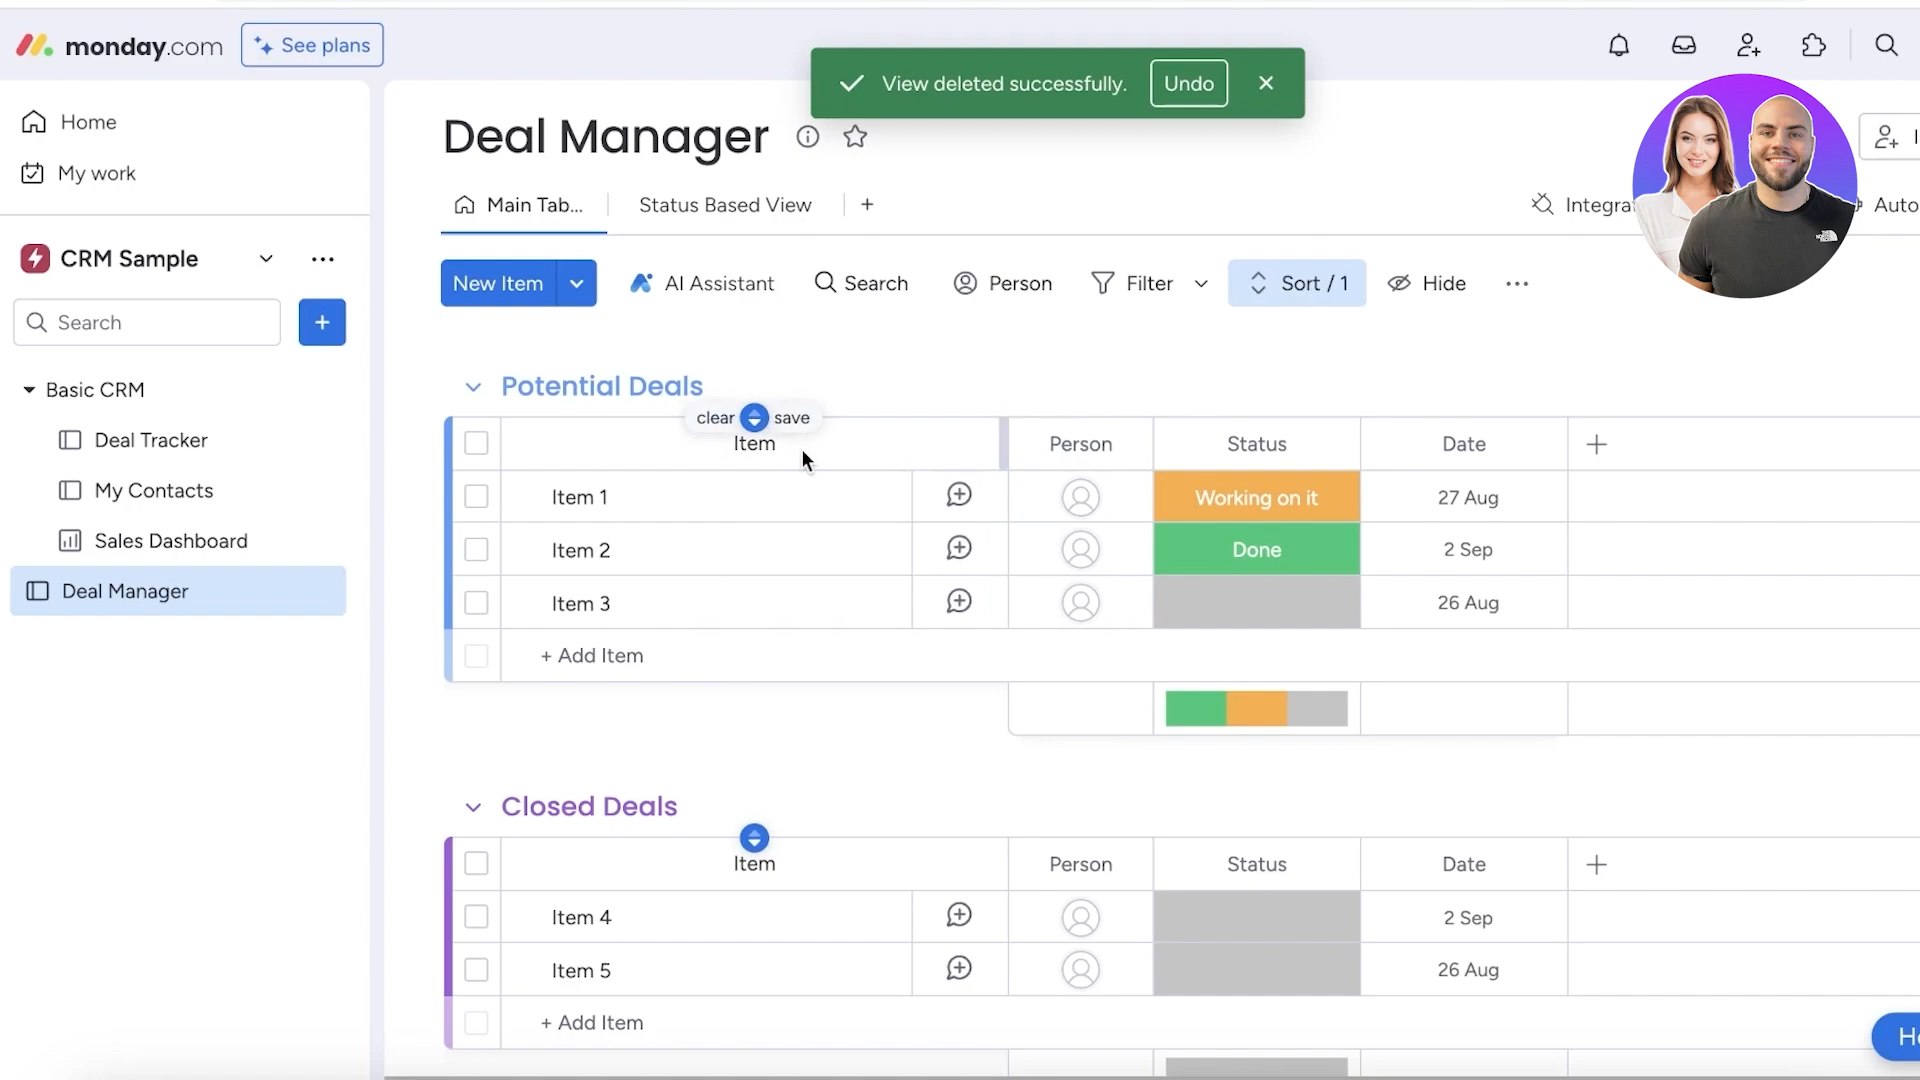 monday.com
See plans
View deleted successfully.
Undo
Home
My work
Deal Manager
Main Tab...
Status Based View
Auto
CRM Sample
Search
New Item
AI Assistant
Search
Person
Filter
Sort / 1
Hide
Basic CRM
Deal Tracker
My Contacts
Sales Dashboard
Deal Manager
Potential Deals
clear
save
Item
Person
Status
Date
Item 1
Working on it
27 Aug
Item 2
Done
2 Sep
Item 3
26 Aug
+ Add Item
Closed Deals
Item
Person
Status
Date
Item 4
2 Sep
Item 5
26 Aug
+ Add Item